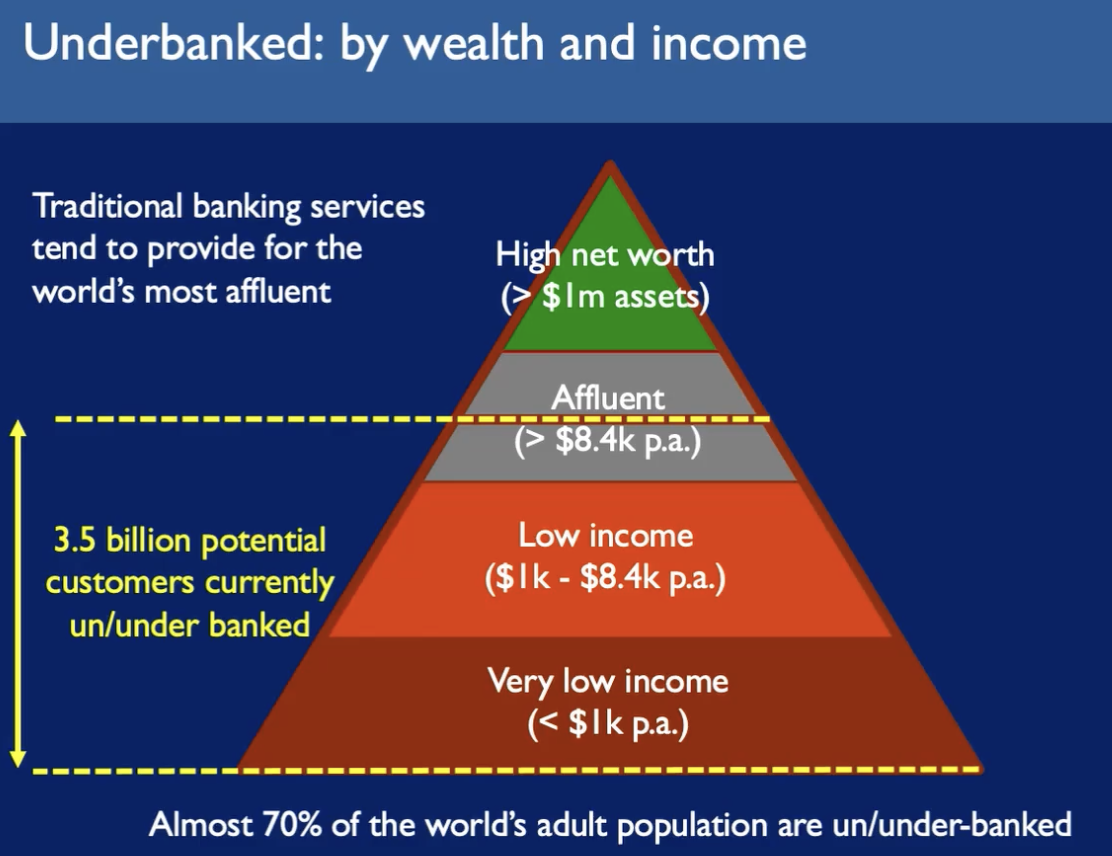 Underbanked: by wealth and income
Traditional banking services
tend to provide for the
world's most affluent
High net worth
(> $1m assets)
Affluent
(> $8.4k p.a.)
3.5 billion potential
customers currently
un/under banked
Low income
($1k - $8.4k p.a.)
Very low income
(< $1k p.a.)
Almost 70% of the world's adult population are un/under-banked